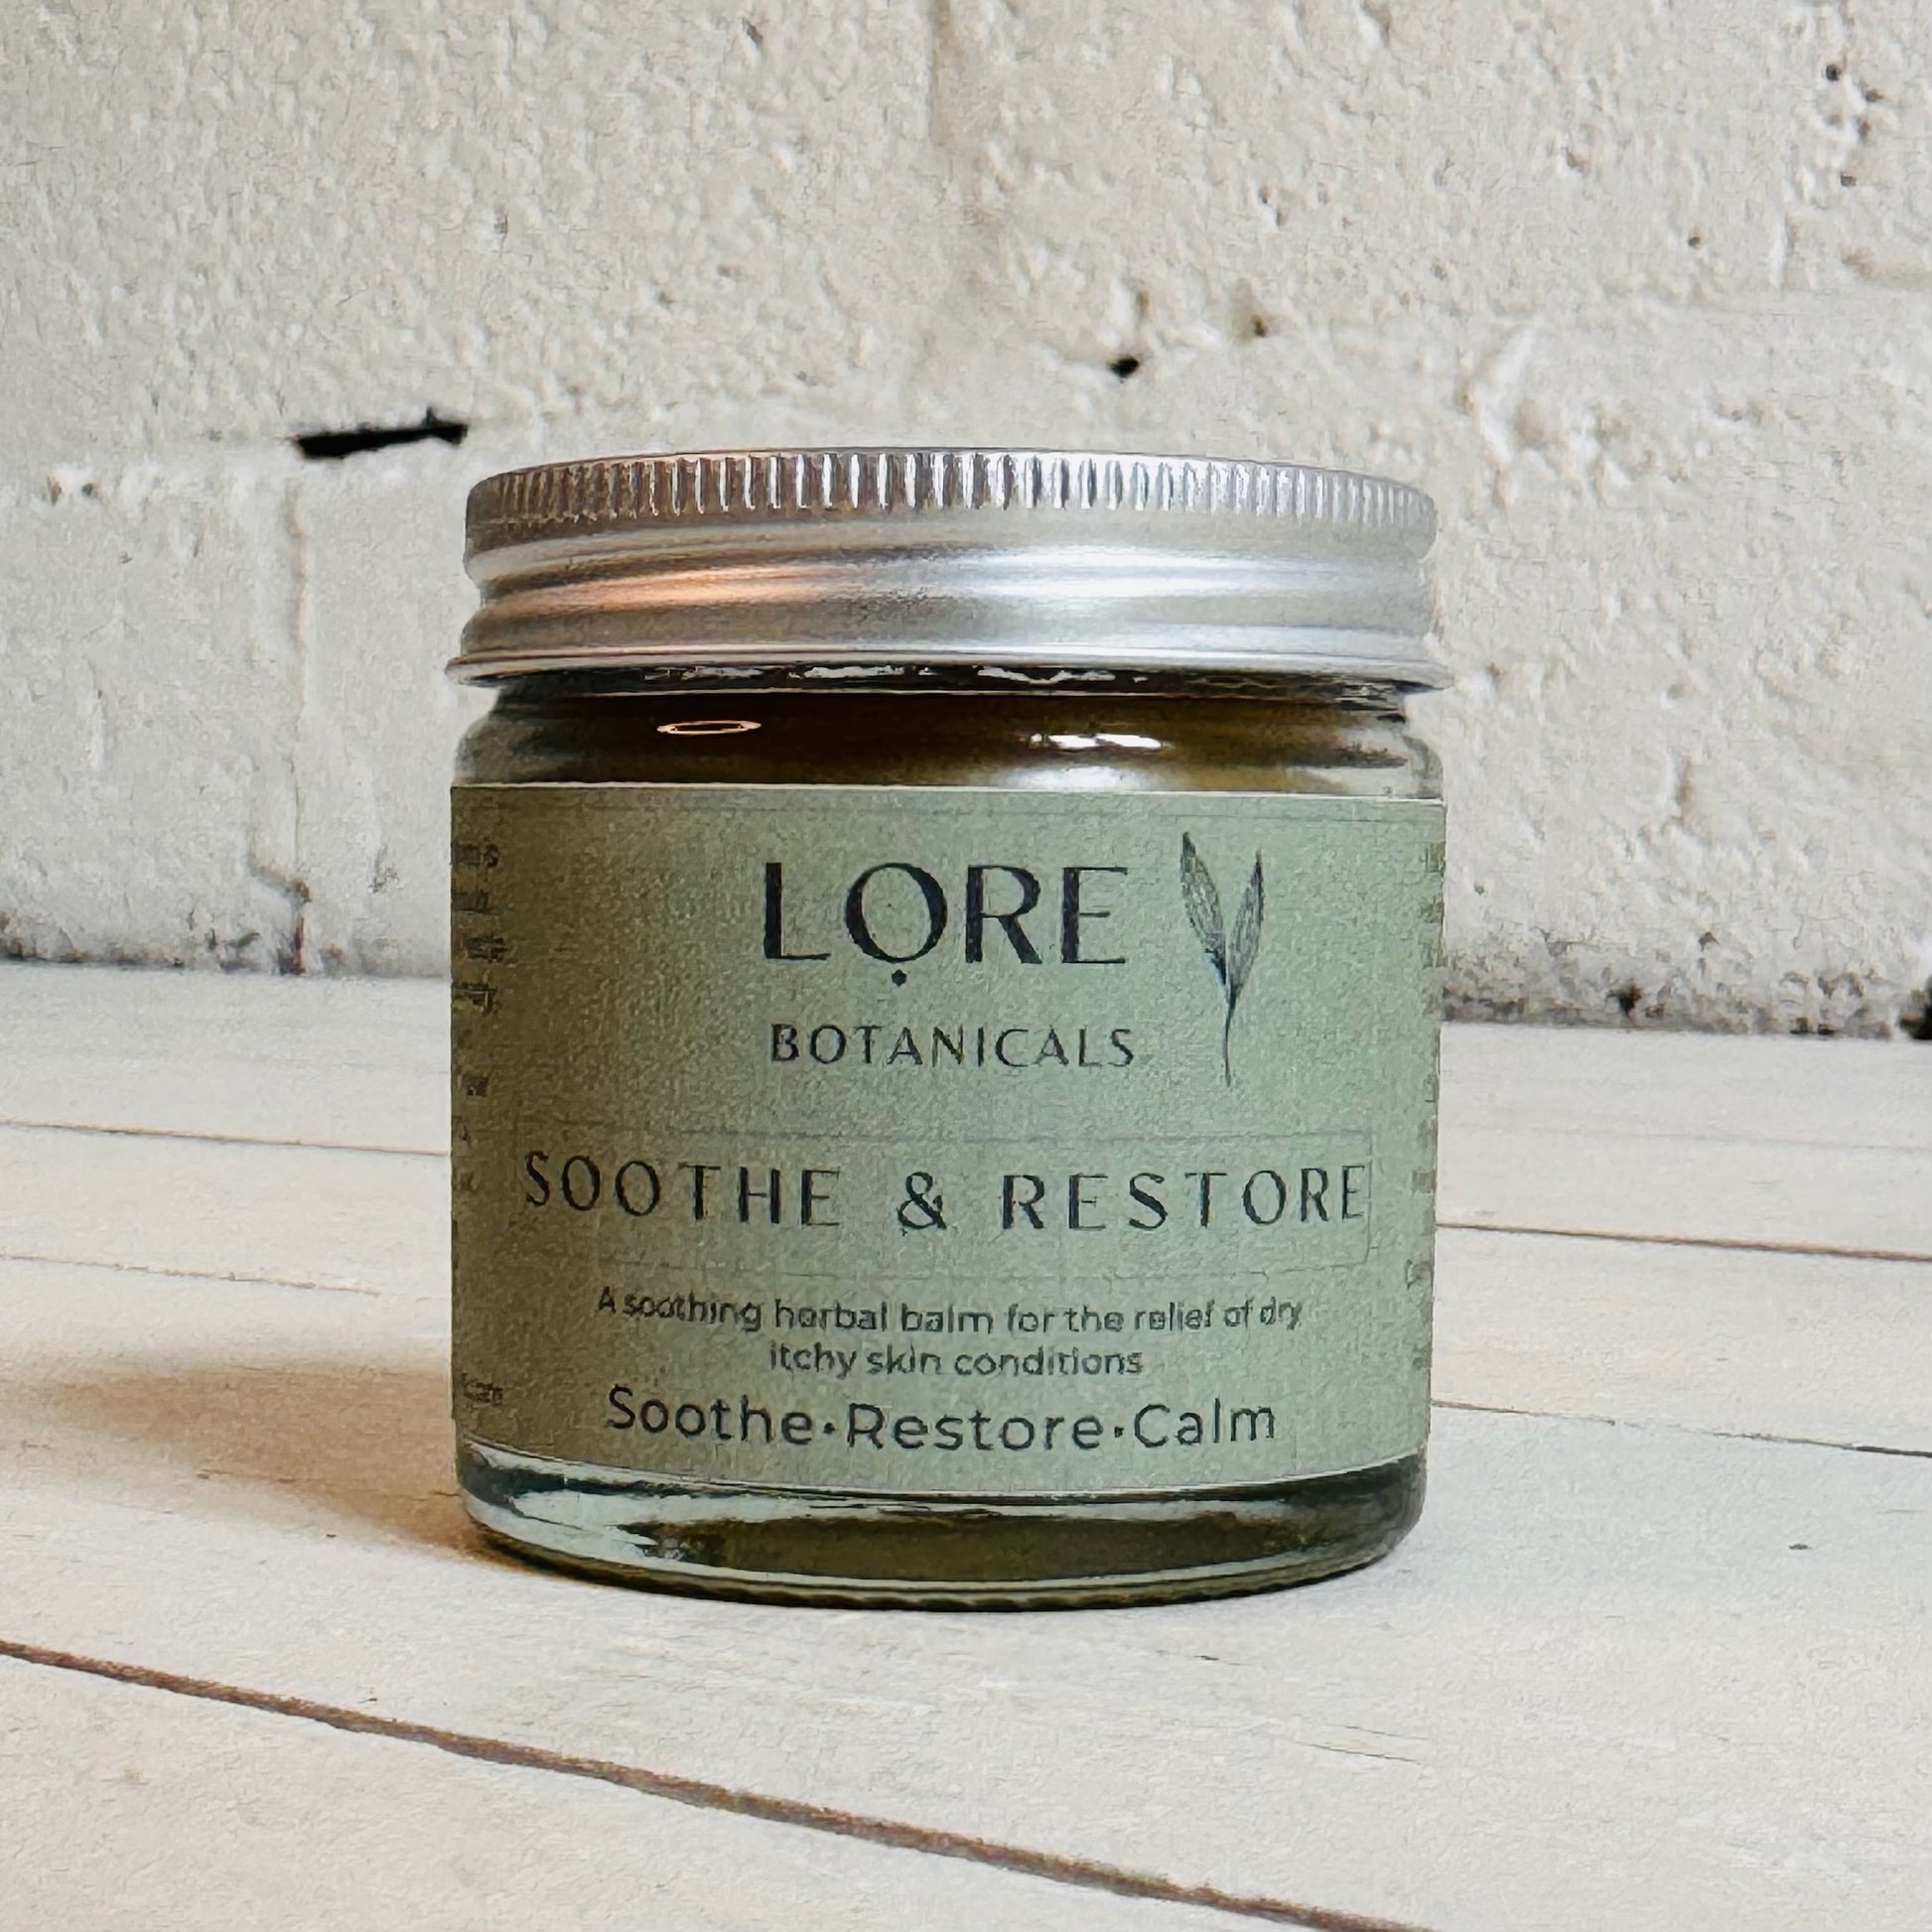 LORE
BOTANICALS
SOOTHE & RESTORE
A soothing herbal balm for the relief of dry
itchy skin conditions
Soothe•Restore•Calm